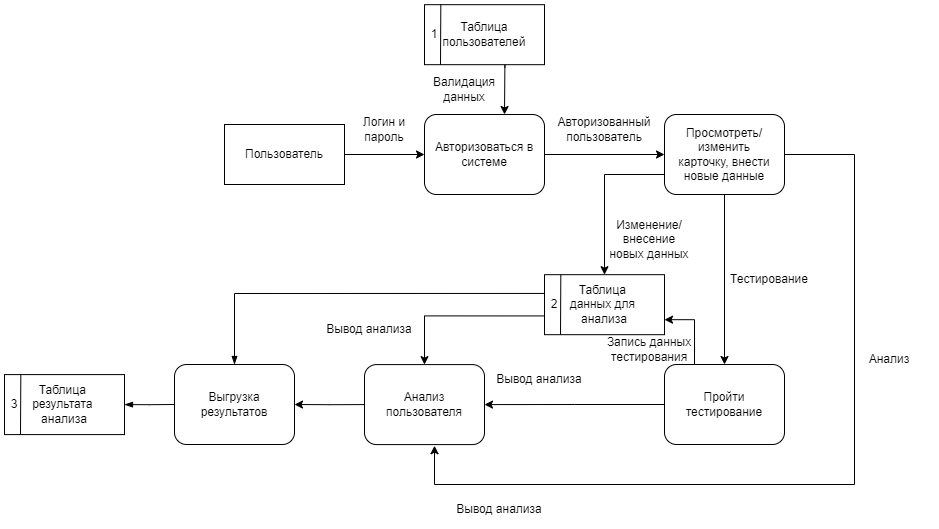 1
Таблица
пользователей
Валидация
данных
Логин и
пароль
Авторизованный
пользователь
Пользователь
Авторизоваться в
системе
Просмотреть/
изменить
карточку, внести
новые данные
Изменение/
внесение
новых данных
Тестирование
2
Таблица
данных для
анализа
Вывод анализа
Запись данных
тестирования
Анализ
Вывод анализа
3
Таблица
результата
анализа
Выгрузка
результатов
Анализ
пользователя
Пройти
тестирование
Вывод анализа